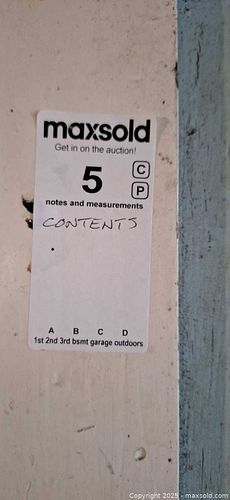 maxsold
Get in on the auction!
5
C
P
notes and measurements
CONTENTS
A B C D
1st 2nd 3rd bsmt garage outdoors
Copyright 2025 - maxsold.com